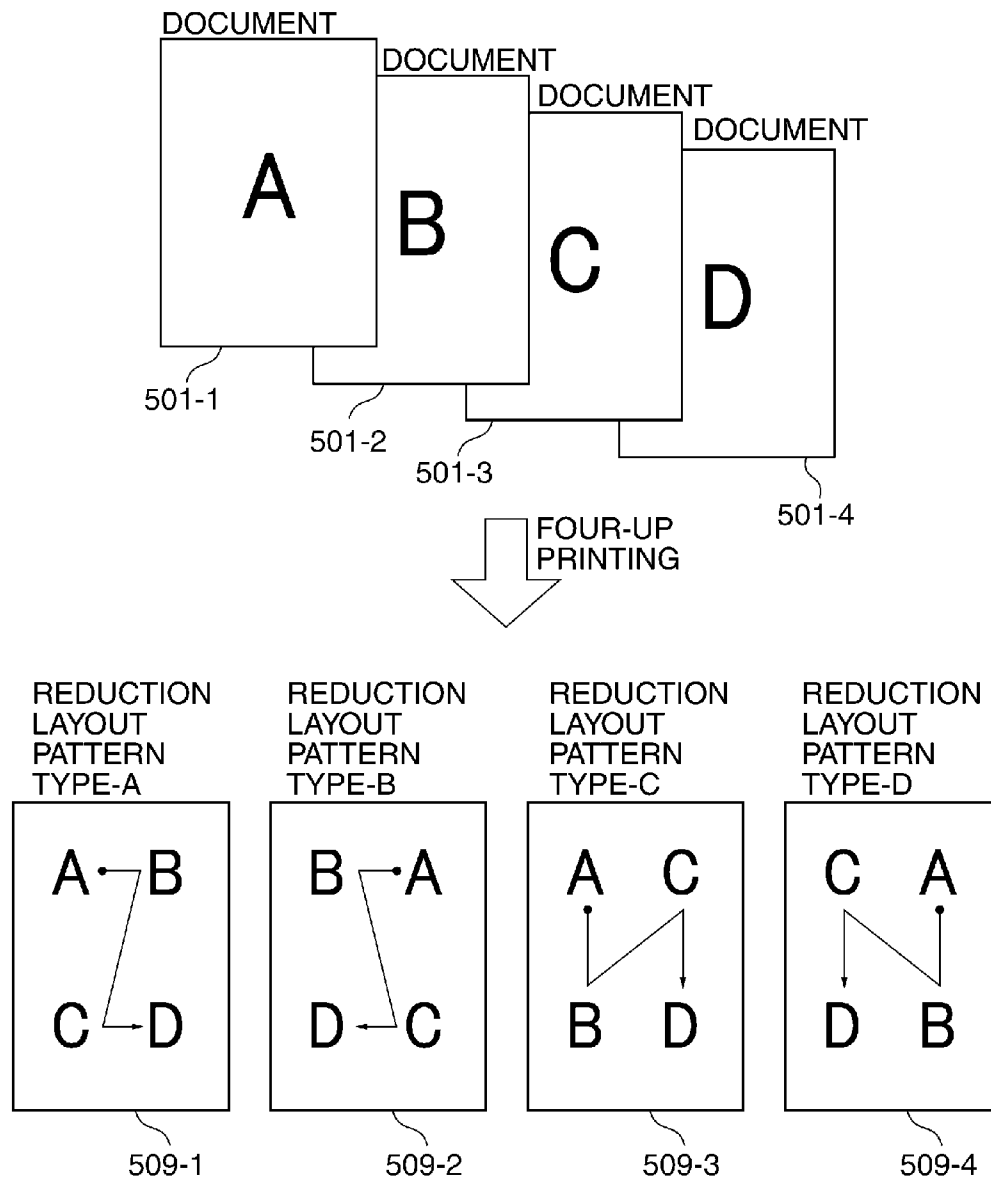 DOCUMENT
DOCUMENT
DOCUMENT
DOCUMENT
A
B
C
D
501-1
501-2
501-3
501-4
FOUR-UP
PRINTING
REDUCTION
LAYOUT
PATTERN
TYPE-A
A B
C D
509-1
REDUCTION
LAYOUT
PATTERN
TYPE-B
B A
D C
509-2
REDUCTION
LAYOUT
PATTERN
TYPE-C
A C
B D
509-3
REDUCTION
LAYOUT
PATTERN
TYPE-D
C A
D B
509-4